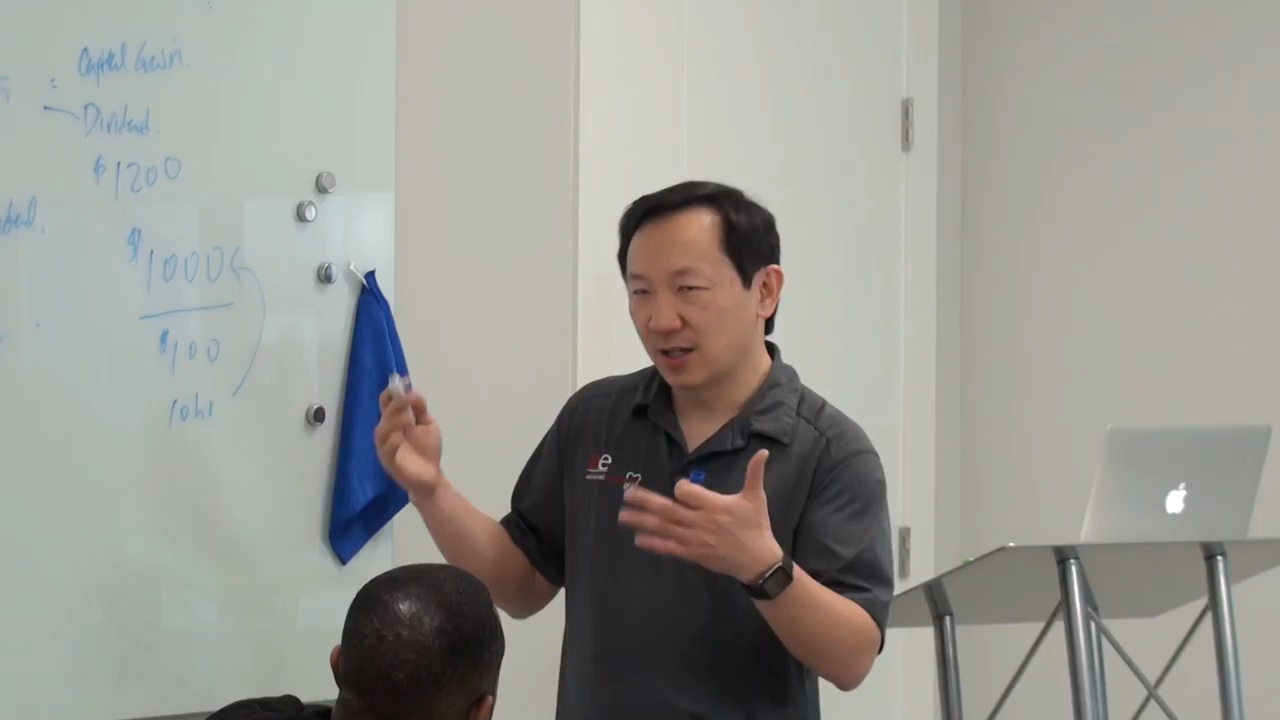 Capital Gain.
= Dividend.
$1200
$1000
$100
10hr